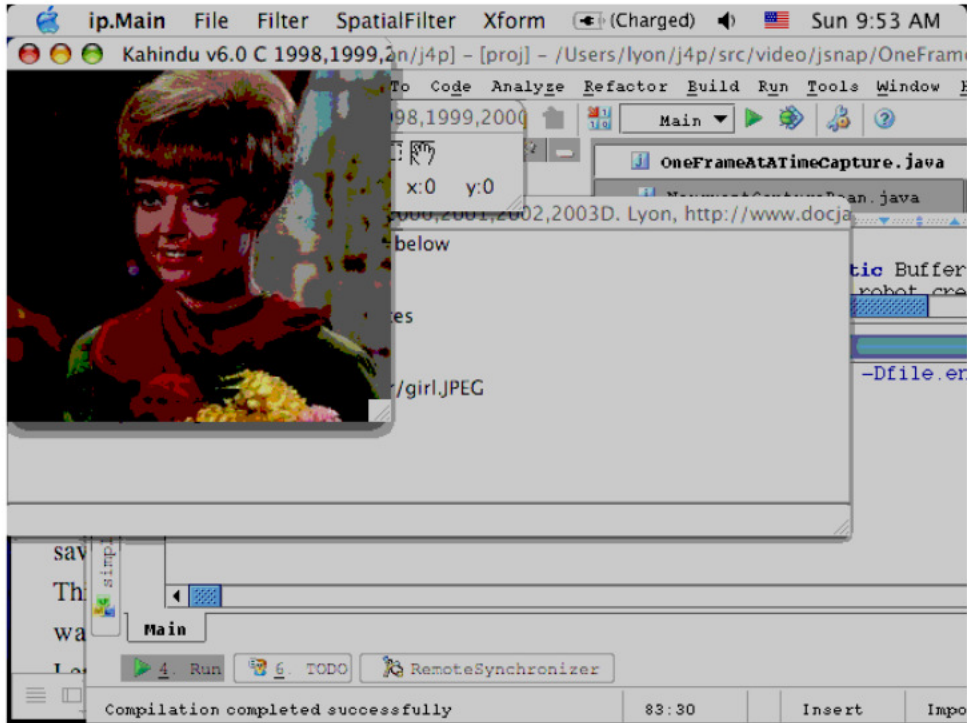 ip.Main File Filter SpatialFilter Xform (Charged) Sun 9:53 AM
Kahindu v6.0 C 1998,1999,2
n/j4p] – [proj] – /Users/lyon/j4p/src/video/jsnap/OneFrame
To Code Analyze Refactor Build Run Tools Window H
98,1999,2000
Main
OneFrameAtATimeCapture.java
x:0 y:0
2000,2001,2002,2003D. Lyon, http://www.docja
below
tic Buffer
robot cre
tes
-Dfile.en
r/girl.JPEG
sav
Thi
wa
Main
4. Run 6. TODO RemoteSynchronizer
Compilation completed successfully 83:30 Insert Impo